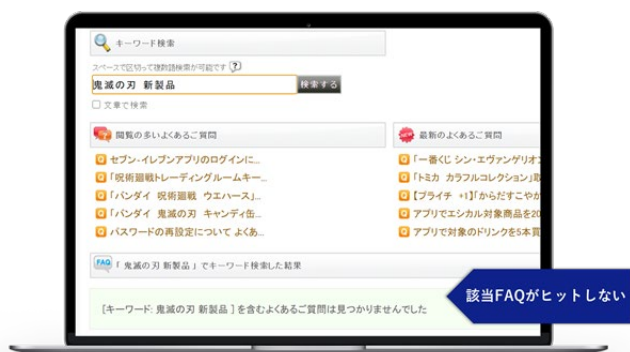 キーワード検索
スペースで区切って複数語検索が可能です ?
鬼滅の刃 新製品
検索する
文章で検索
閲覧の多いよくあるご質問
Q セブン‐イレブンアプリのログインに...
Q 「呪術廻戦トレーディングルームキー...
Q 「バンダイ 呪術廻戦 ウエハース」...
Q 「バンダイ 鬼滅の刃 キャンディ缶...
Q パスワードの再設定について よくあ...
NEW 最新のよくあるご質問
Q 「一番くじ シン・エヴァンゲリオ
Q 「トミカ カラフルコレクション」取
Q 【プライチ +1】「からだすこやか
Q アプリでエシカル対象商品を20
Q アプリで対象のドリンクを5本買
FAQ 「 鬼滅の刃 新製品 」でキーワード検索した結果
[キーワード: 鬼滅の刃 新製品 ] を含むよくあるご質問は見つかりませんでした
該当FAQがヒットしない